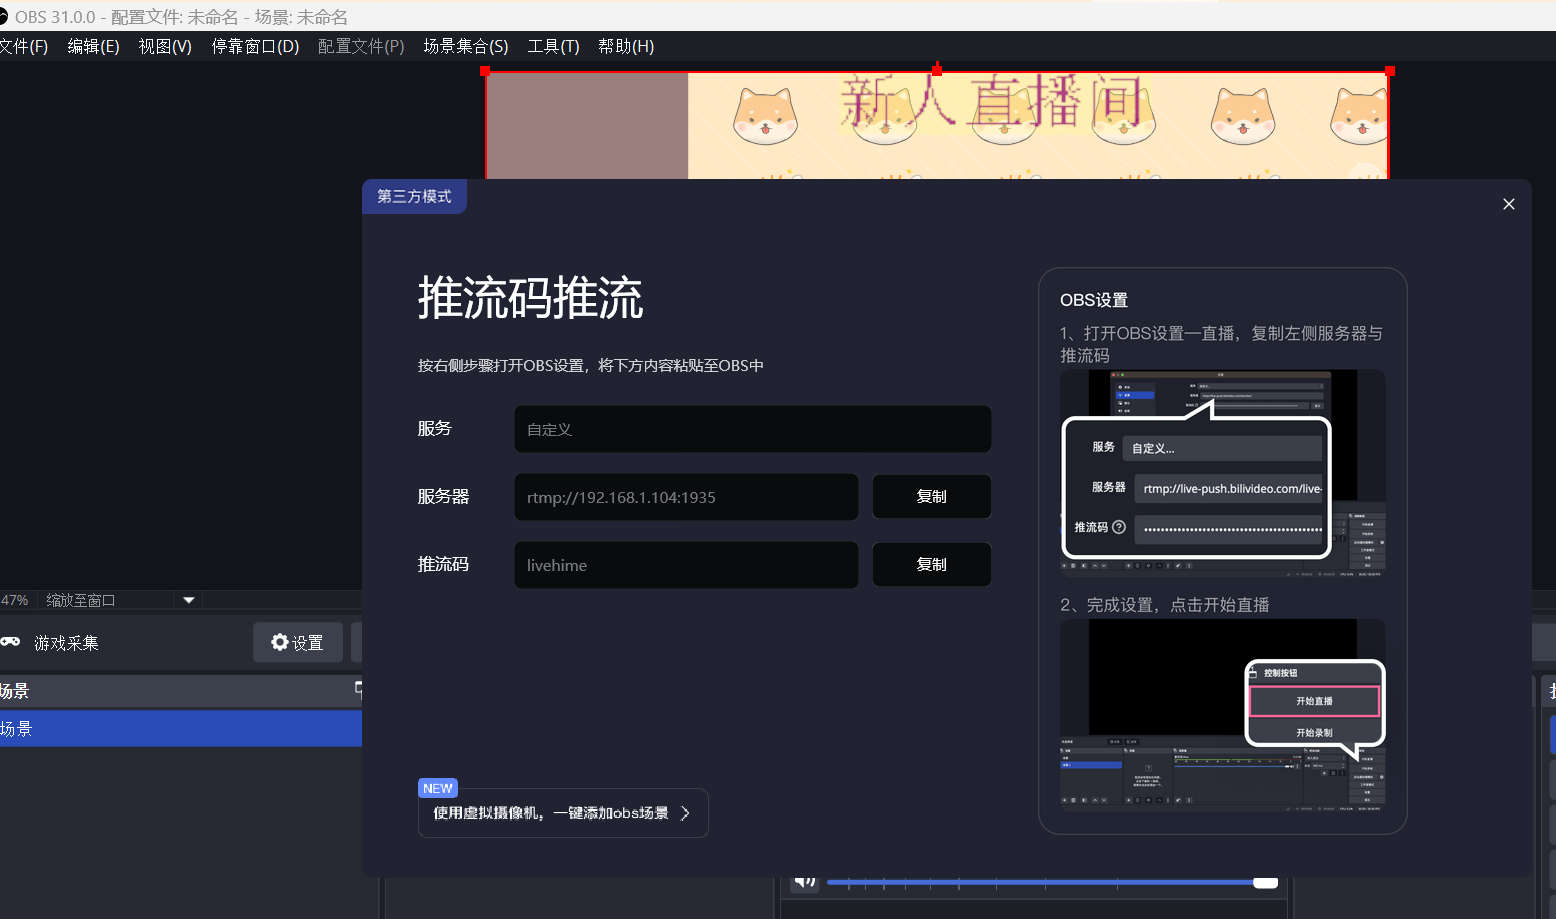 OBS 31.0.0 - 配置文件: 未命名 - 场景: 未命名
文件(F) 编辑(E) 视图(V) 停靠窗口(D) 配置文件(P) 场景集合(S) 工具(T) 帮助(H)
新人直播间
第三方模式
推流码推流
按右侧步骤打开OBS设置，将下方内容粘贴至OBS中
服务 自定义
服务器 rtmp://192.168.1.104:1935 复制
推流码 livehime 复制
NEW
使用虚拟摄像机，一键添加obs场景
OBS设置
1、打开OBS设置—直播，复制左侧服务器与
推流码
服务 自定义...
服务器 rtmp://live-push.bilivideo.com/live-
推流码
2、完成设置，点击开始直播
控制按钮
开始直播
开始录制
47% 缩放至窗口
游戏采集 设置
场景
场景